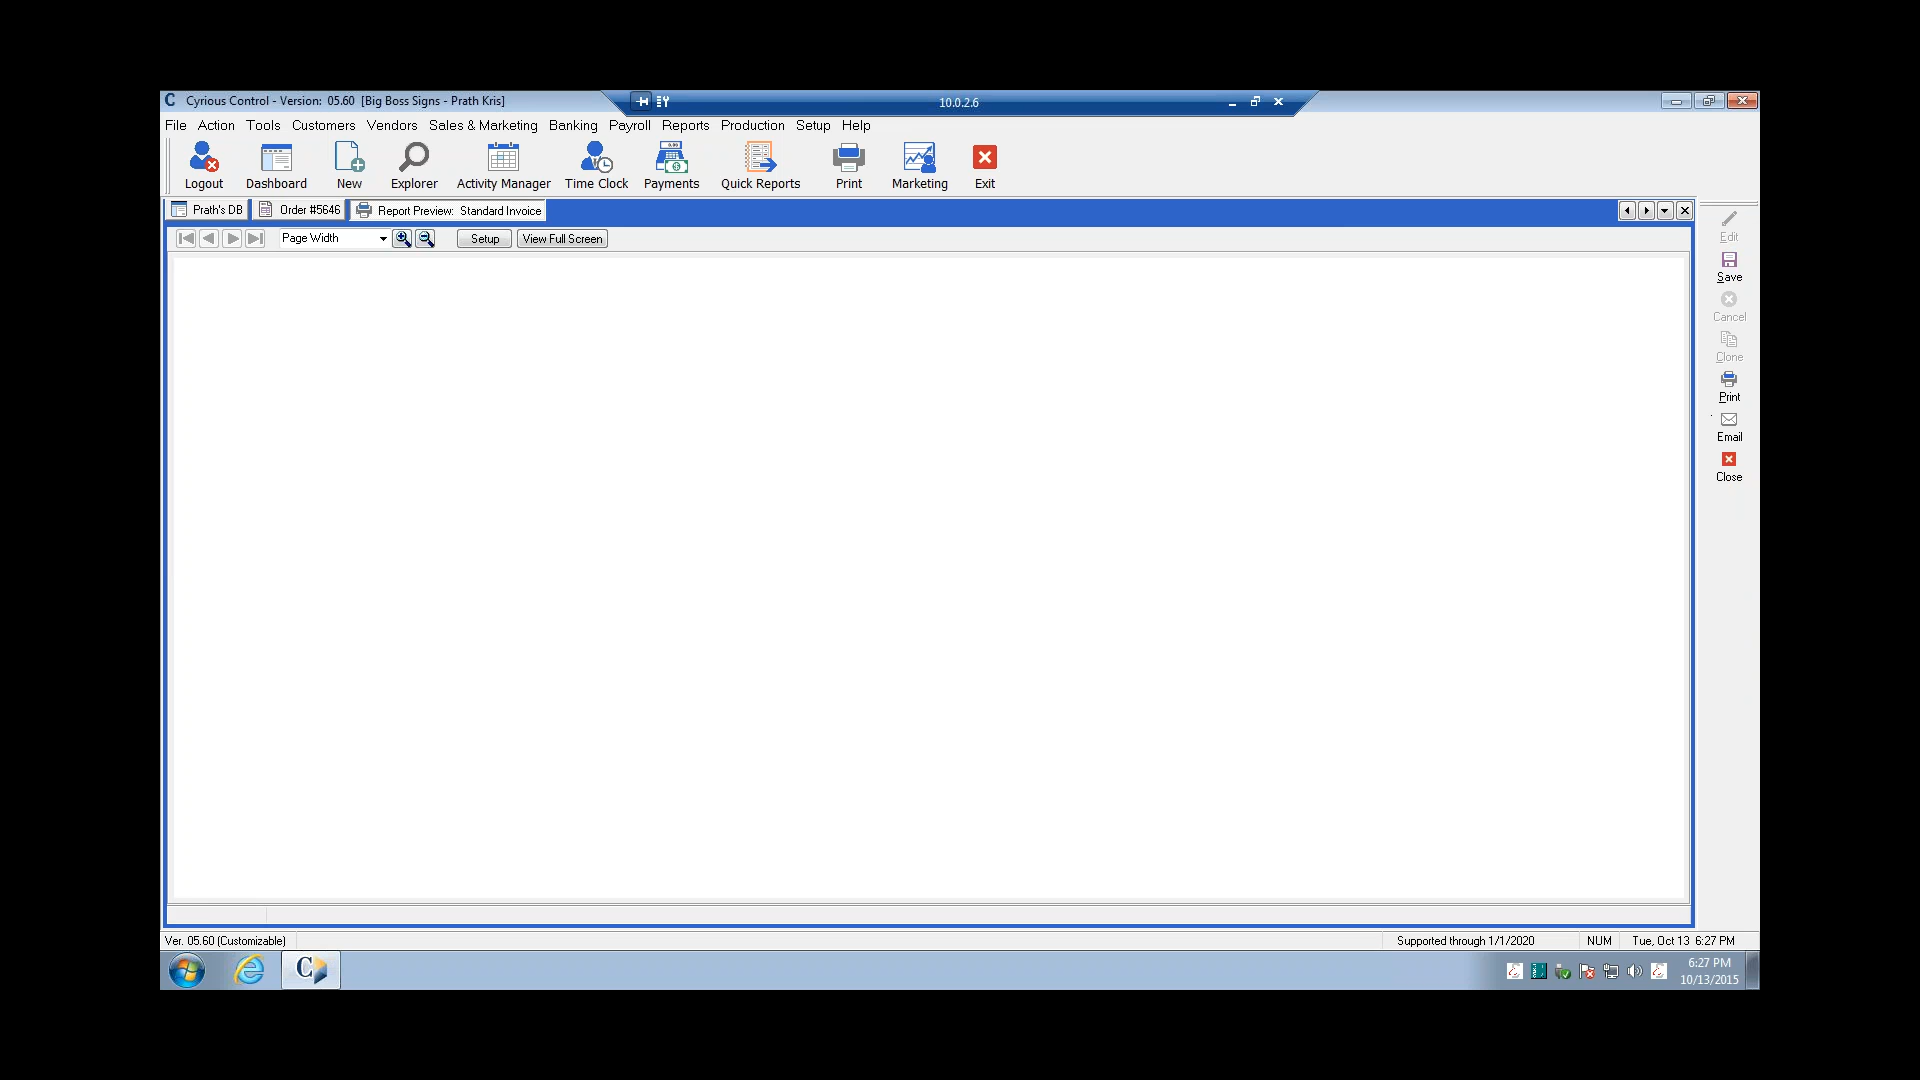 Cyrious Control - Version: 05.60 [Big Boss Signs - Prath Kris]
10.0.2.6
File Action Tools Customers Vendors Sales & Marketing Banking Payroll Reports Production Setup Help
Logout Dashboard New Explorer Activity Manager Time Clock Payments Quick Reports Print Marketing Exit
Prath's DB Order #5646 Report Preview: Standard Invoice
Page Width Setup View Full Screen
Edit
Save
Cancel
Clone
Print
Email
Close
Ver. 05.60 (Customizable) Supported through 1/1/2020 NUM Tue, Oct 13 6:27 PM
6:27 PM
10/13/2015